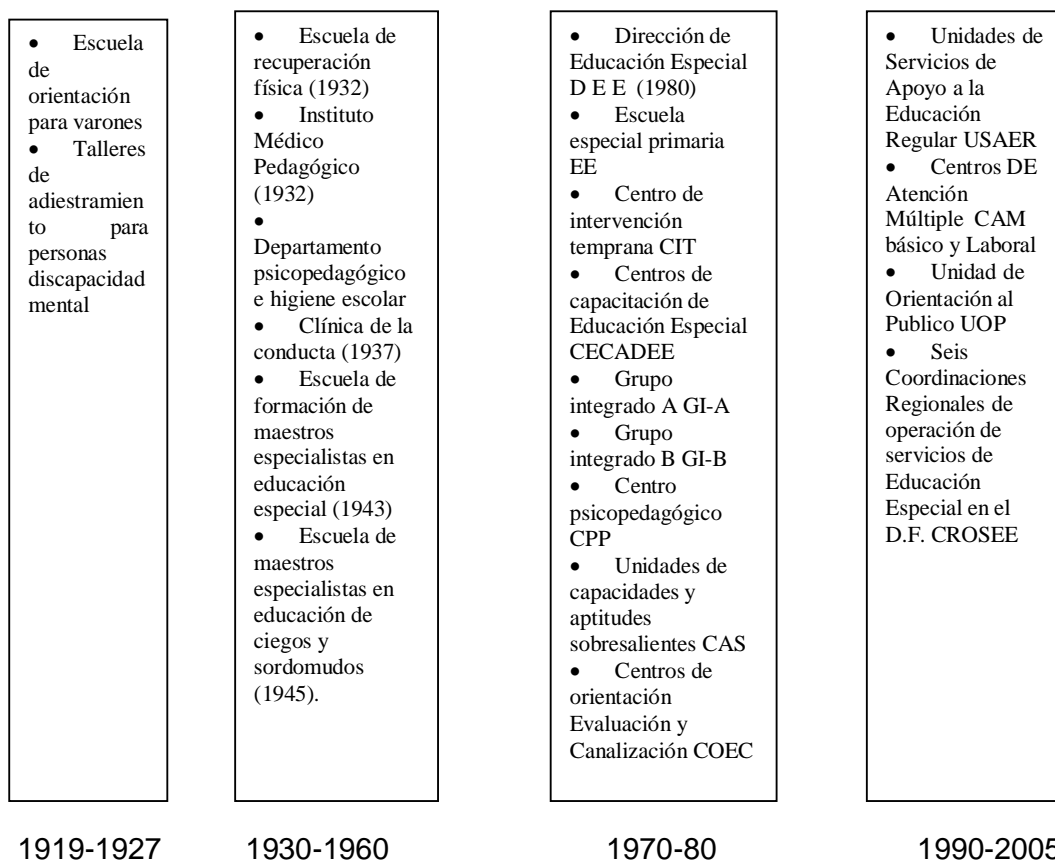 • Escuela
de
orientación
para varones
• Talleres
de
adiestramien
to para
personas
discapacidad
mental
• Escuela de
recuperación
física (1932)
• Instituto
Médico
Pedagógico
(1932)
•
Departamento
psicopedagógico
e higiene escolar
• Clínica de la
conducta (1937)
• Escuela de
formación de
maestros
especialistas en
educación
especial (1943)
• Escuela de
maestros
especialistas en
educación de
ciegos y
sordomudos
(1945).
• Dirección de
Educación Especial
D E E (1980)
• Escuela
especial primaria
EE
• Centro de
intervención
temprana CIT
• Centros de
capacitación de
Educación Especial
CECADEE
• Grupo
integrado A GI-A
• Grupo
integrado B GI-B
• Centro
psicopedagógico
CPP
• Unidades de
capacidades y
aptitudes
sobresalientes CAS
• Centros de
orientación
Evaluación y
Canalización COEC
• Unidades de
Servicios de
Apoyo a la
Educación
Regular USAER
• Centros DE
Atención
Múltiple CAM
básico y Laboral
• Unidad de
Orientación al
Publico UOP
• Seis
Coordinaciones
Regionales de
operación de
servicios de
Educación
Especial en el
D.F. CROSEE
1919-1927 1930-1960 1970-80 1990-2005